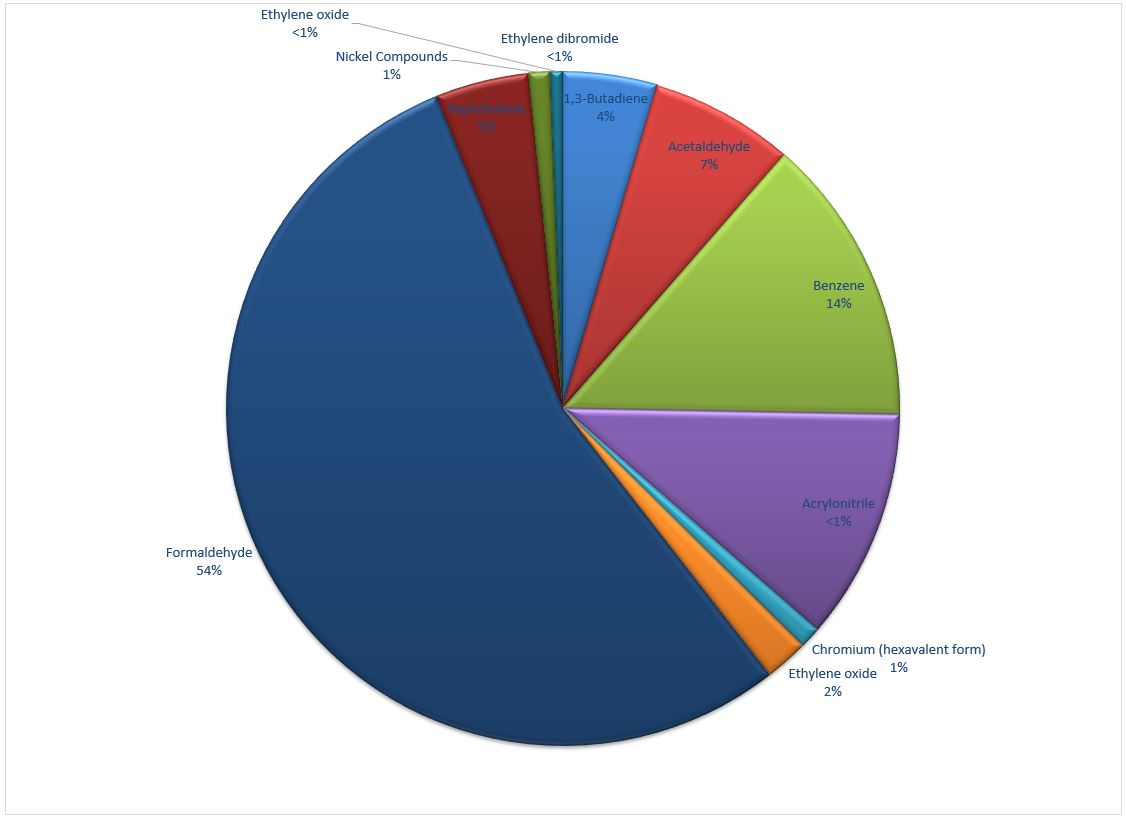 Ethylene oxide
<1%
Ethylene dibromide
<1%
Nickel Compounds
1%
1,3-Butadiene
4%
Acetaldehyde
7%
Benzene
14%
Acrylonitrile
<1%
Chromium (hexavalent form)
1%
Ethylene oxide
2%
Formaldehyde
54%
Naphthalene